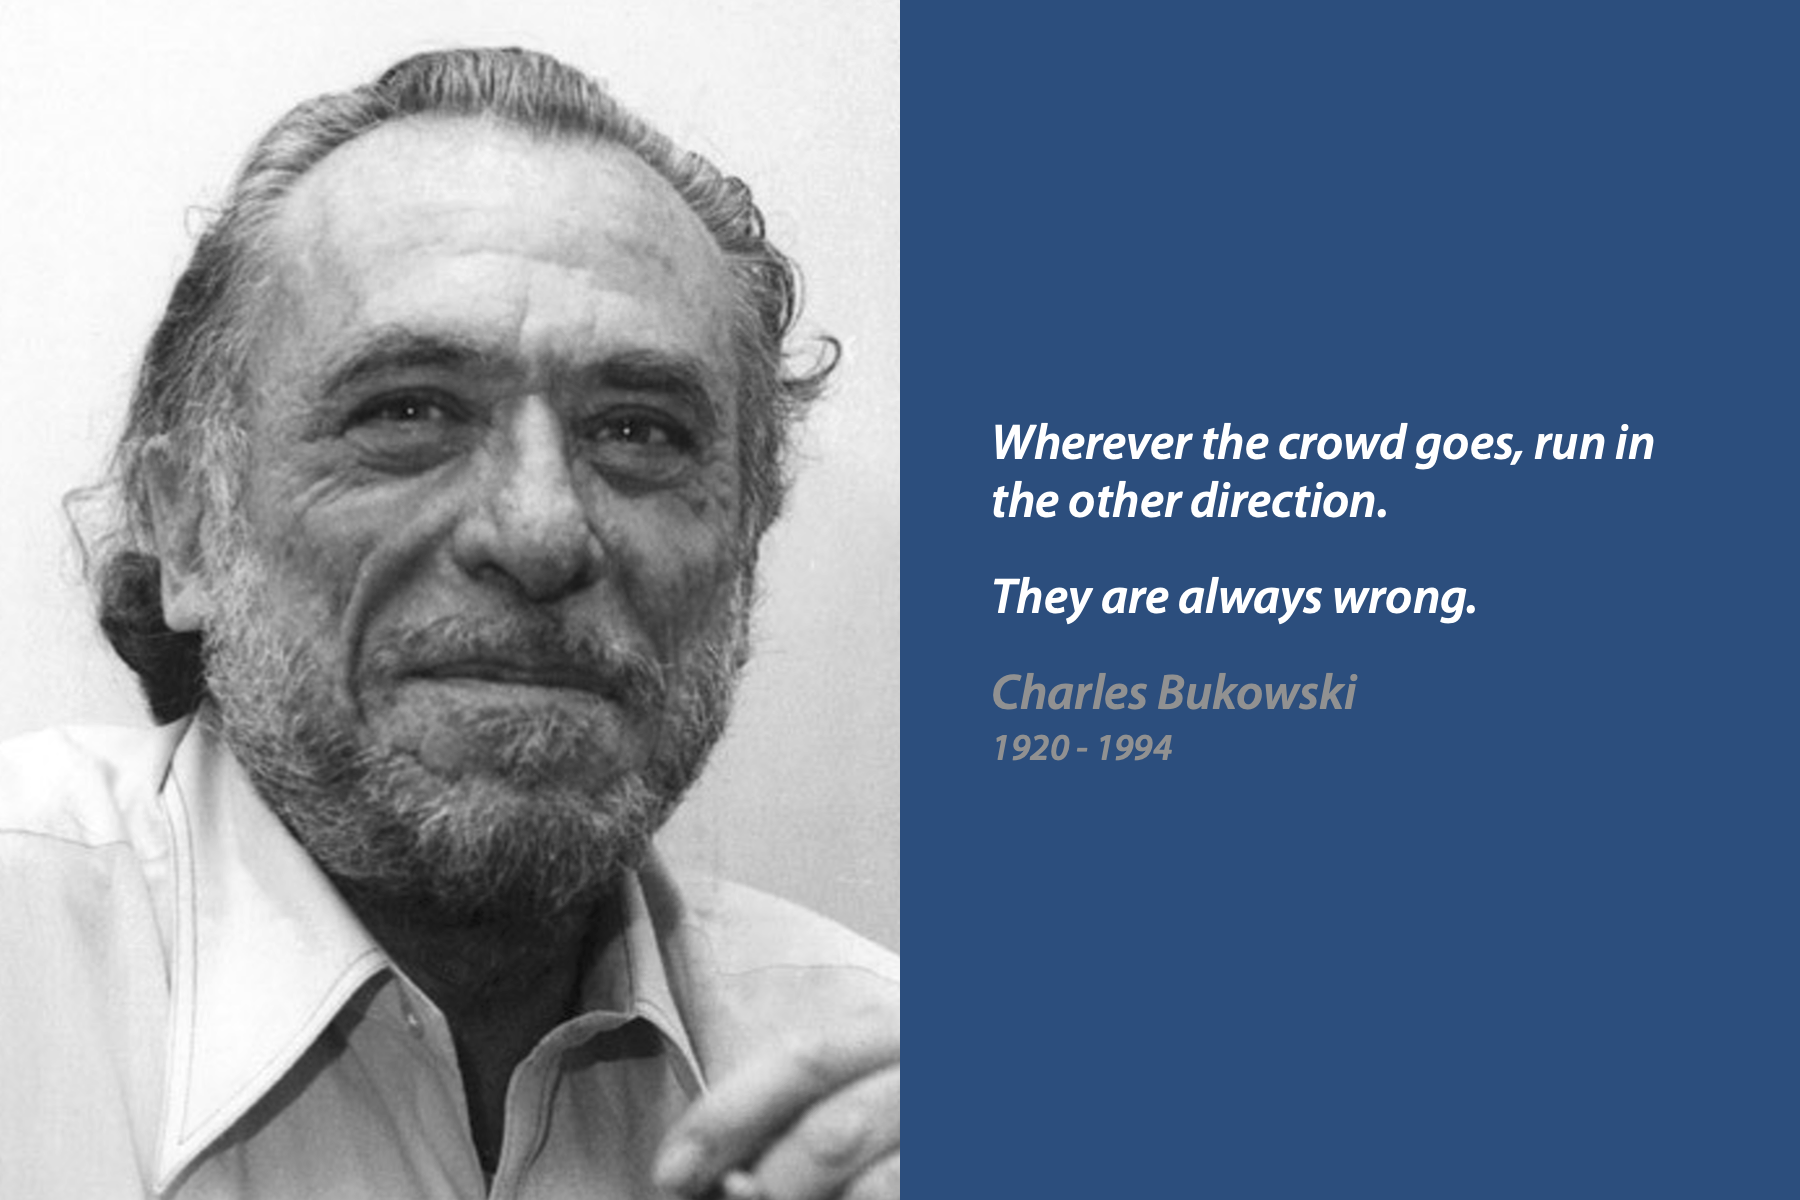 Wherever the crowd goes, run in
the other direction.
They are always wrong.
Charles Bukowski
1920 - 1994